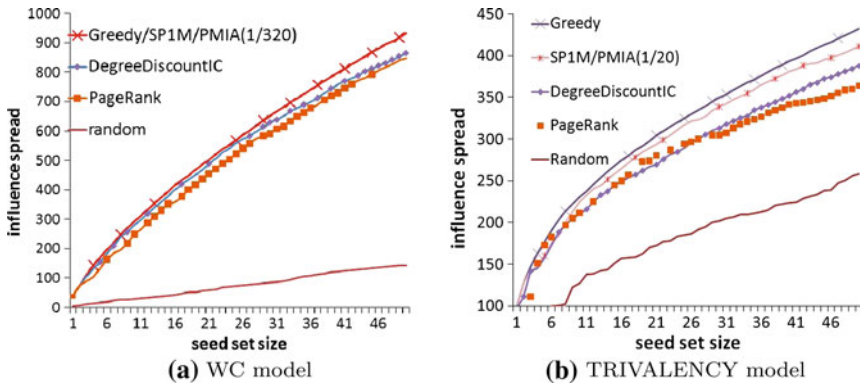 1000
900
800
700
600
500
400
300
200
100
0
influence spread
Greedy/SP1M/PMIA(1/320)
DegreeDiscountIC
PageRank
random
1 6 11 16 21 26 31 36 41 46
seed set size
(a) WC model
450
400
350
300
250
200
150
100
influence spread
Greedy
SP1M/PMIA(1/20)
DegreeDiscountIC
PageRank
Random
1 6 11 16 21 26 31 36 41 46
seed set size
(b) TRIVALENCY model